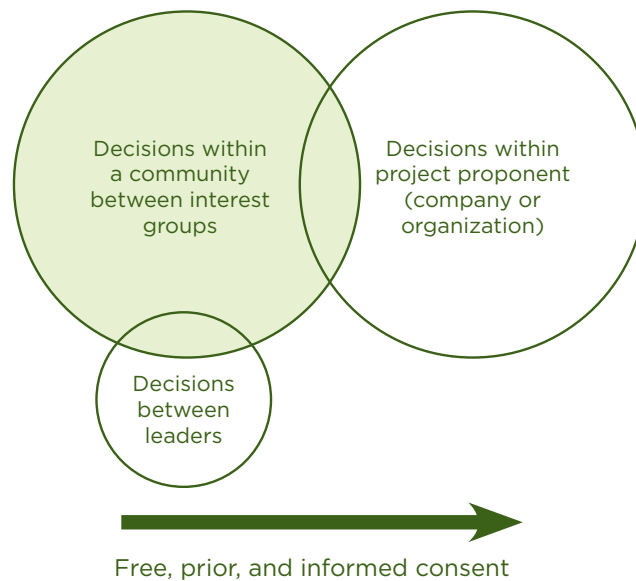 Decisions within
a community
between interest
groups
Decisions within
project proponent
(company or
organization)
Decisions
between
leaders
Free, prior, and informed consent